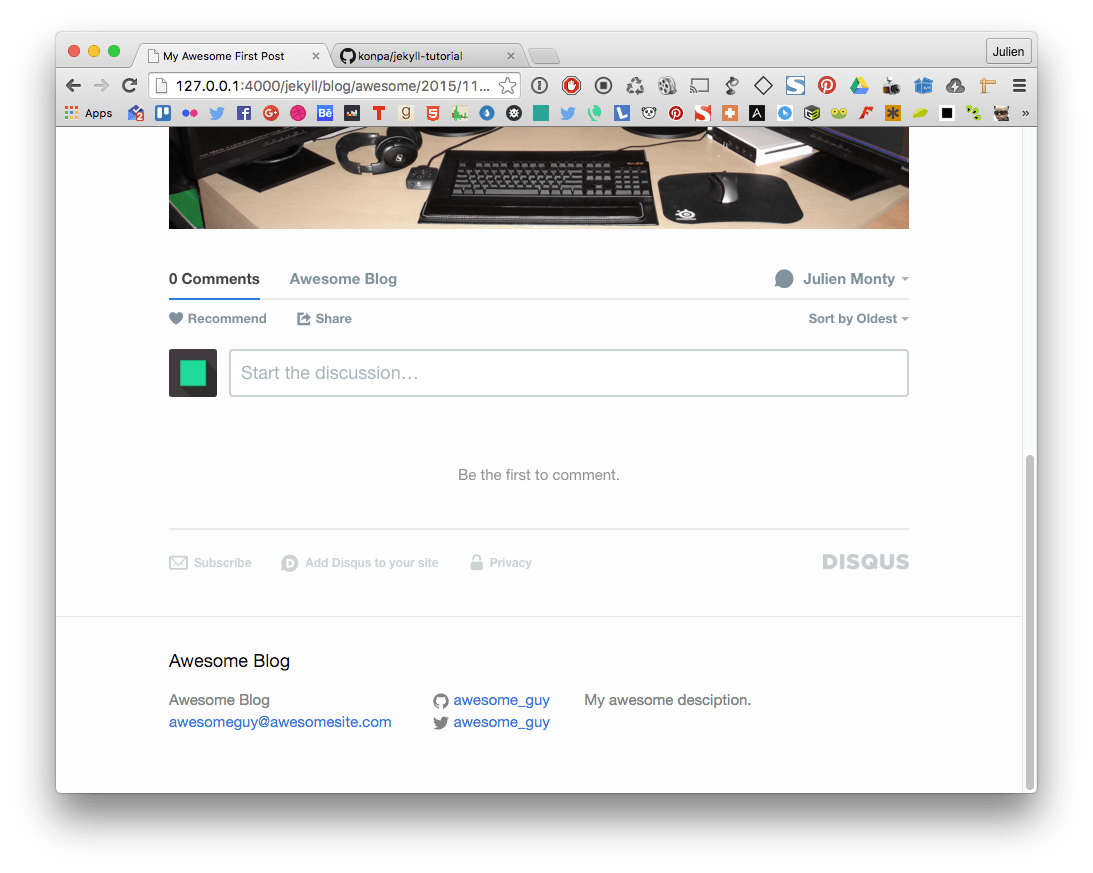 My Awesome First Post
konpa/jekyll-tutorial
Julien
127.0.0.1:4000/jekyll/blog/awesome/2015/11...
Apps
0 Comments
Awesome Blog
Julien Monty
Recommend
Share
Sort by Oldest
Start the discussion…
Be the first to comment.
Subscribe
Add Disqus to your site
Privacy
DISQUS
Awesome Blog
Awesome Blog
awesome_guy
My awesome desciption.
awesomeguy@awesomesite.com
awesome_guy